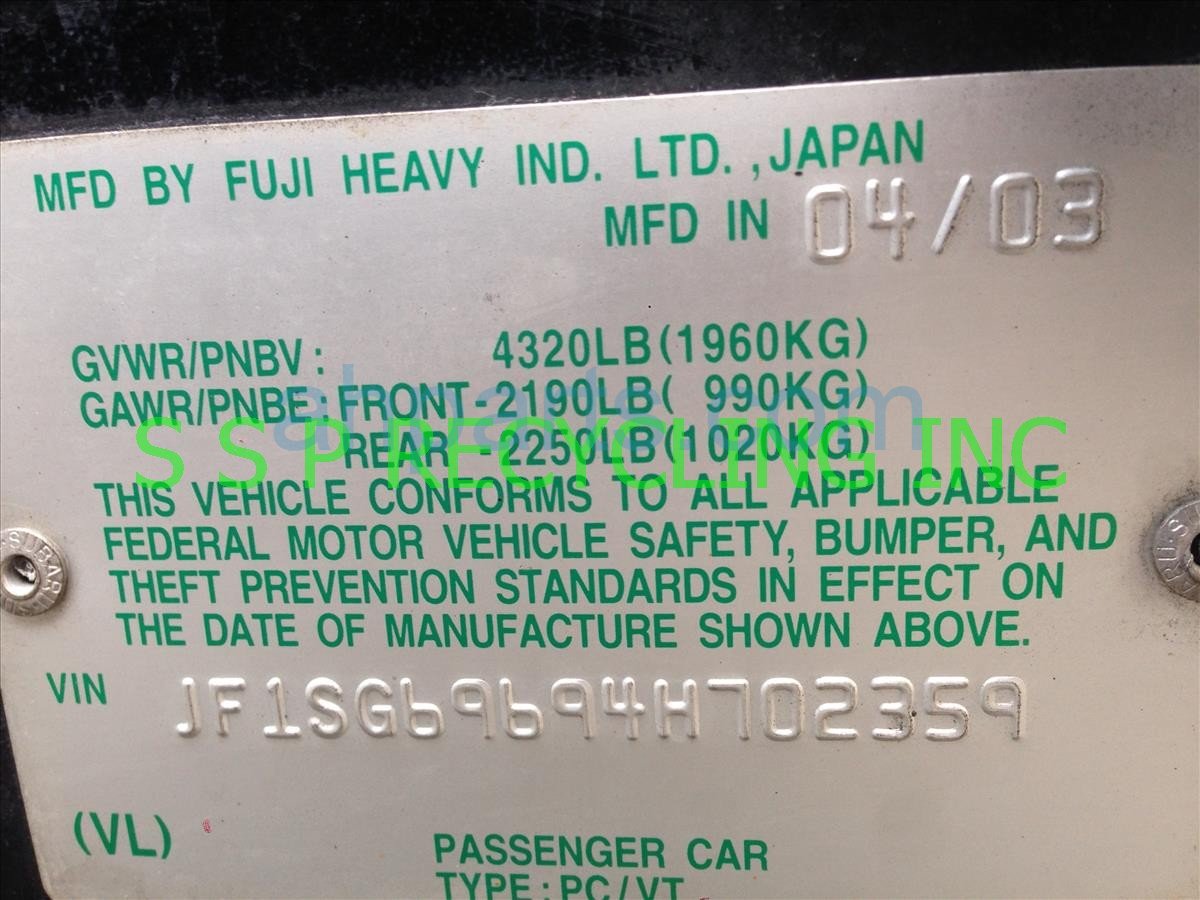 MFD BY FUJI HEAVY IND. LTD. ,JAPAN
MFD IN 04/03
GVWR/PNBV: 4320LB(1960KG)
GAWR/PNBE: FRONT-2190LB( 990KG)
ahparts.com
REAR -2250LB(1020KG)
S S P RECYCLING INC
THIS VEHICLE CONFORMS TO ALL APPLICABLE
FEDERAL MOTOR VEHICLE SAFETY, BUMPER, AND
THEFT PREVENTION STANDARDS IN EFFECT ON
THE DATE OF MANUFACTURE SHOWN ABOVE.
SUBARU
VIN JF1SG69694H702359
(VL)
PASSENGER CAR
TYPE:PC/VT